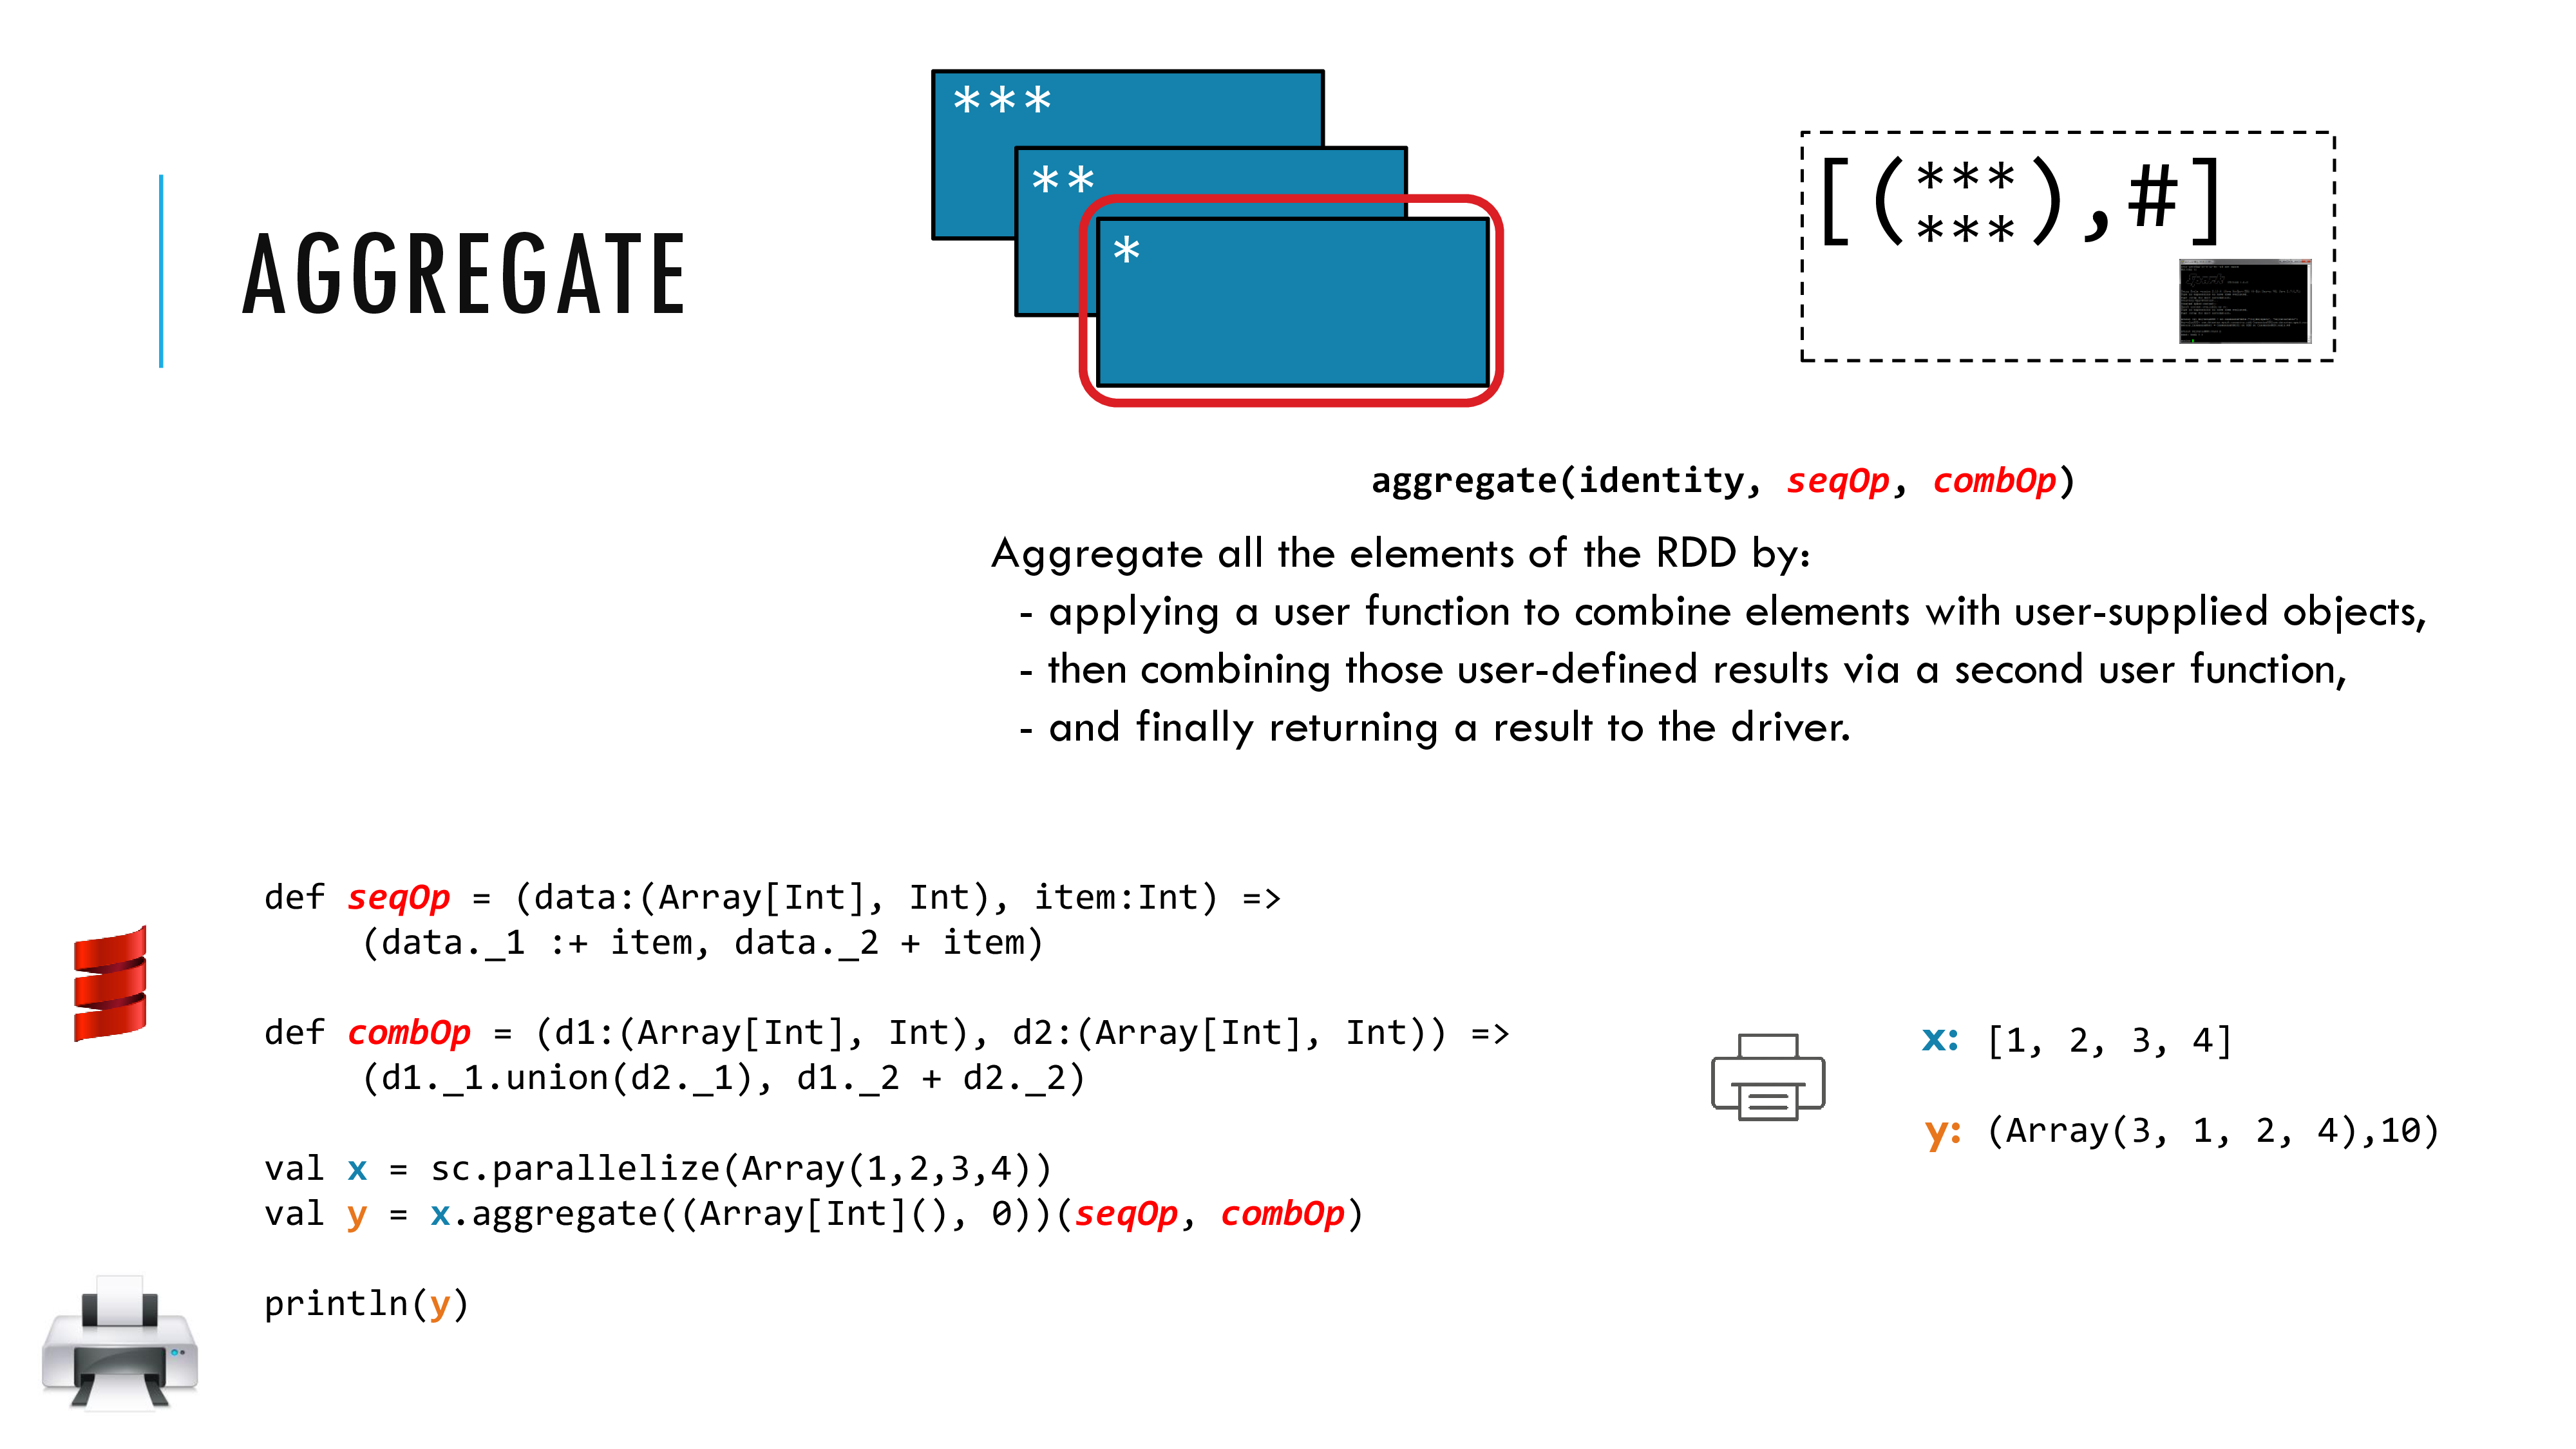 AGGREGATE
***
**
*
[(***
***),#]
aggregate(identity, seqOp, combOp)
Aggregate all the elements of the RDD by:
- applying a user function to combine elements with user-supplied objects,
- then combining those user-defined results via a second user function,
- and finally returning a result to the driver.
def seqOp = (data:(Array[Int], Int), item:Int) =>
(data._1 :+ item, data._2 + item)
def combOp = (d1:(Array[Int], Int), d2:(Array[Int], Int)) =>
(d1._1.union(d2._1), d1._2 + d2._2)
val x = sc.parallelize(Array(1,2,3,4))
val y = x.aggregate((Array[Int](), 0))(seqOp, combOp)
println(y)
x: [1, 2, 3, 4]
y: (Array(3, 1, 2, 4),10)